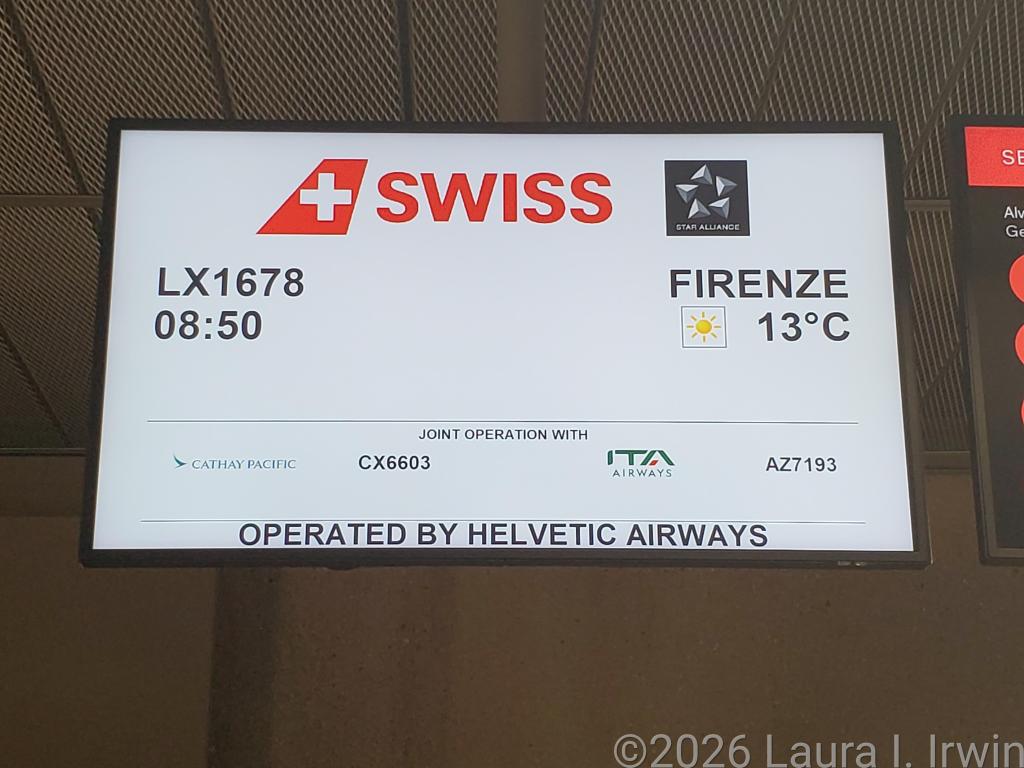 SWISS
STAR ALLIANCE
LX1678 FIRENZE
08:50 13°C
JOINT OPERATION WITH
CATHAY PACIFIC CX6603 ITA AIRWAYS AZ7193
OPERATED BY HELVETIC AIRWAYS
©2026 Laura I. Irwin